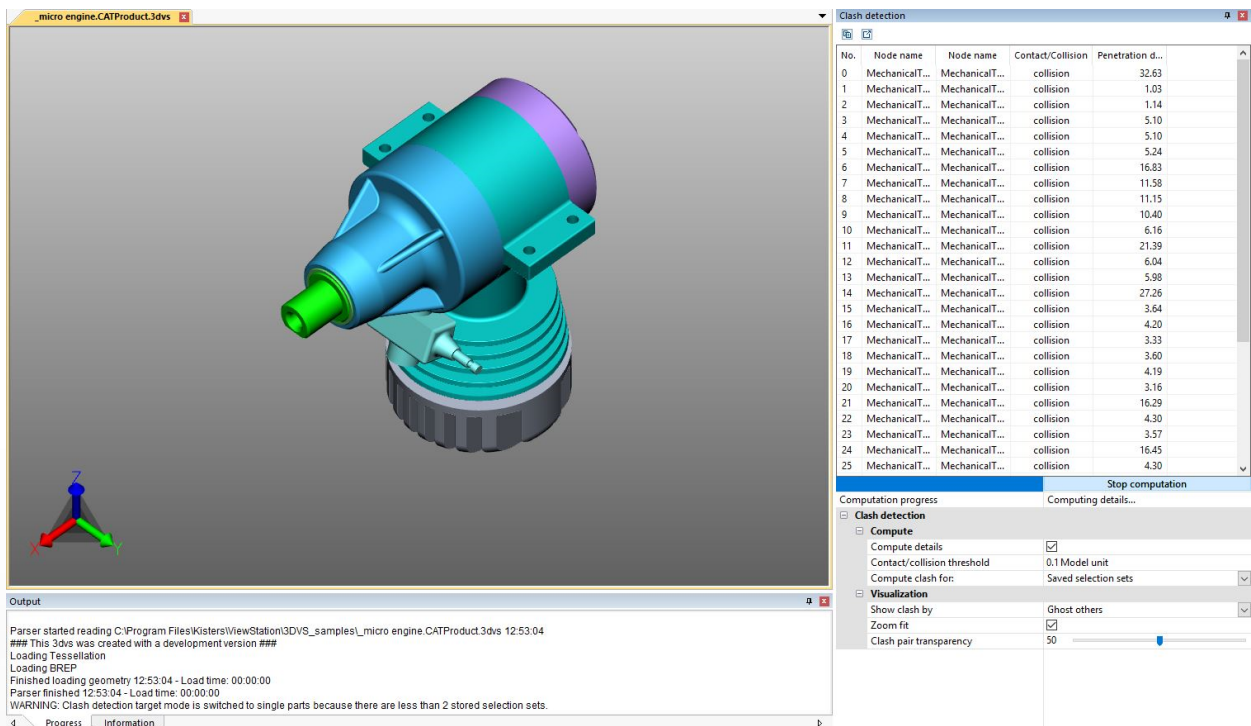 _micro engine.CATProduct.3dvs
Clash detection
No. Node name Node name Contact/Collision Penetration d...
0 MechanicalT... MechanicalT... collision 32.63
1 MechanicalT... MechanicalT... collision 1.03
2 MechanicalT... MechanicalT... collision 1.14
3 MechanicalT... MechanicalT... collision 5.10
4 MechanicalT... MechanicalT... collision 5.10
5 MechanicalT... MechanicalT... collision 5.24
6 MechanicalT... MechanicalT... collision 16.83
7 MechanicalT... MechanicalT... collision 11.58
8 MechanicalT... MechanicalT... collision 11.15
9 MechanicalT... MechanicalT... collision 10.40
10 MechanicalT... MechanicalT... collision 6.16
11 MechanicalT... MechanicalT... collision 21.39
12 MechanicalT... MechanicalT... collision 6.04
13 MechanicalT... MechanicalT... collision 5.98
14 MechanicalT... MechanicalT... collision 27.26
15 MechanicalT... MechanicalT... collision 3.64
16 MechanicalT... MechanicalT... collision 4.20
17 MechanicalT... MechanicalT... collision 3.33
18 MechanicalT... MechanicalT... collision 3.60
19 MechanicalT... MechanicalT... collision 4.19
20 MechanicalT... MechanicalT... collision 3.16
21 MechanicalT... MechanicalT... collision 16.29
22 MechanicalT... MechanicalT... collision 4.30
23 MechanicalT... MechanicalT... collision 3.57
24 MechanicalT... MechanicalT... collision 16.45
25 MechanicalT... MechanicalT... collision 4.30
Stop computation
Computation progress Computing details...
Clash detection
Compute
Compute details
Contact/collision threshold 0.1 Model unit
Compute clash for: Saved selection sets
Visualization
Show clash by Ghost others
Zoom fit
Clash pair transparency 50
Z
X
Y
Output
Parser started reading C:\Program Files\Kisters\ViewStation\3DVS_samples\_micro engine.CATProduct.3dvs 12:53:04
### This 3dvs was created with a development version ###
Loading Tessellation
Loading BREP
Finished loading geometry 12:53:04 - Load time: 00:00:00
Parser finished 12:53:04 - Load time: 00:00:00
WARNING: Clash detection target mode is switched to single parts because there are less than 2 stored selection sets.
Progress Information